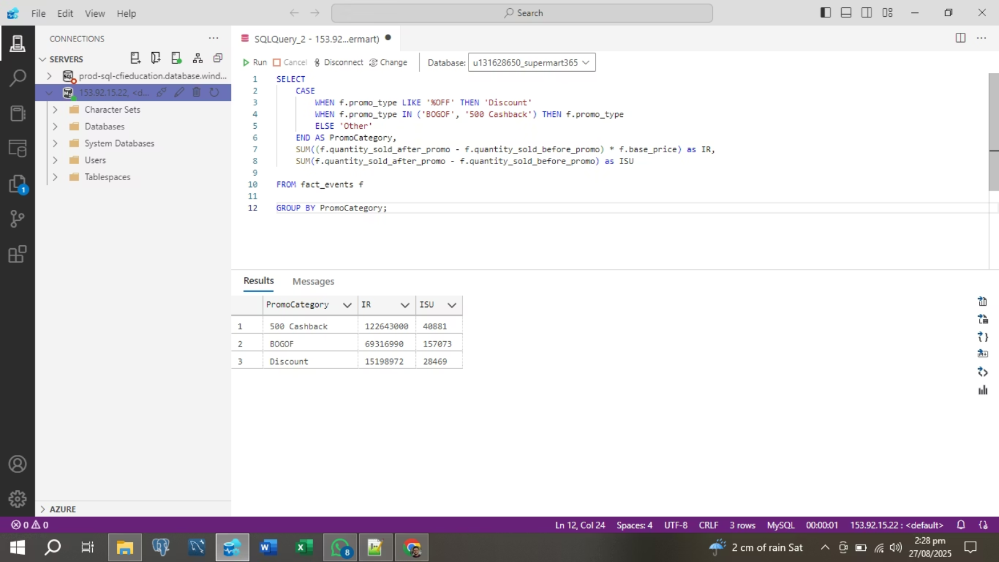 File Edit View Help
Search
CONNECTIONS
SERVERS
prod-sql-cfieducation.database.wind...
153.92.15.22, <d...
Character Sets
Databases
System Databases
Users
Tablespaces
1
AZURE
SQLQuery_2 - 153.92...ermart)
Run Cancel Disconnect Change Database: u131628650_supermart365
1 SELECT
2 CASE
3 WHEN f.promo_type LIKE '%OFF' THEN 'Discount'
4 WHEN f.promo_type IN ('BOGOF', '500 Cashback') THEN f.promo_type
5 ELSE 'Other'
6 END AS PromoCategory,
7 SUM((f.quantity_sold_after_promo - f.quantity_sold_before_promo) * f.base_price) as IR,
8 SUM(f.quantity_sold_after_promo - f.quantity_sold_before_promo) as ISU
9
10 FROM fact_events f
11
12 GROUP BY PromoCategory;
Results Messages
PromoCategory IR ISU
1 500 Cashback 122643000 40881
2 BOGOF 69316990 157073
3 Discount 15198972 28469
0 0 Ln 12, Col 24 Spaces: 4 UTF-8 CRLF 3 rows MySQL 00:00:01 153.92.15.22 : <default>
8 2 cm of rain Sat 2:28 pm
27/08/2025